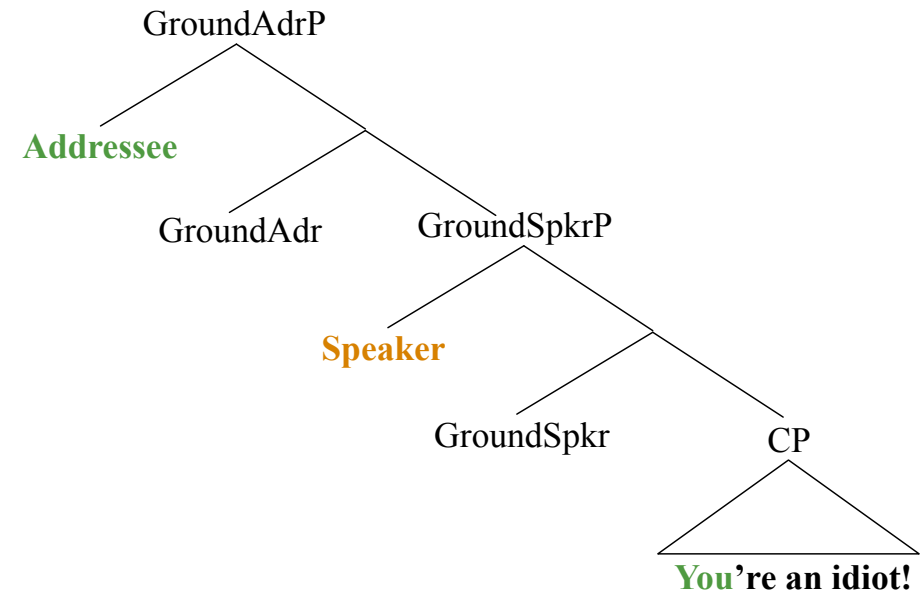 GroundAdrP
Addressee
GroundAdr
GroundSpkrP
Speaker
GroundSpkr
CP
You’re an idiot!